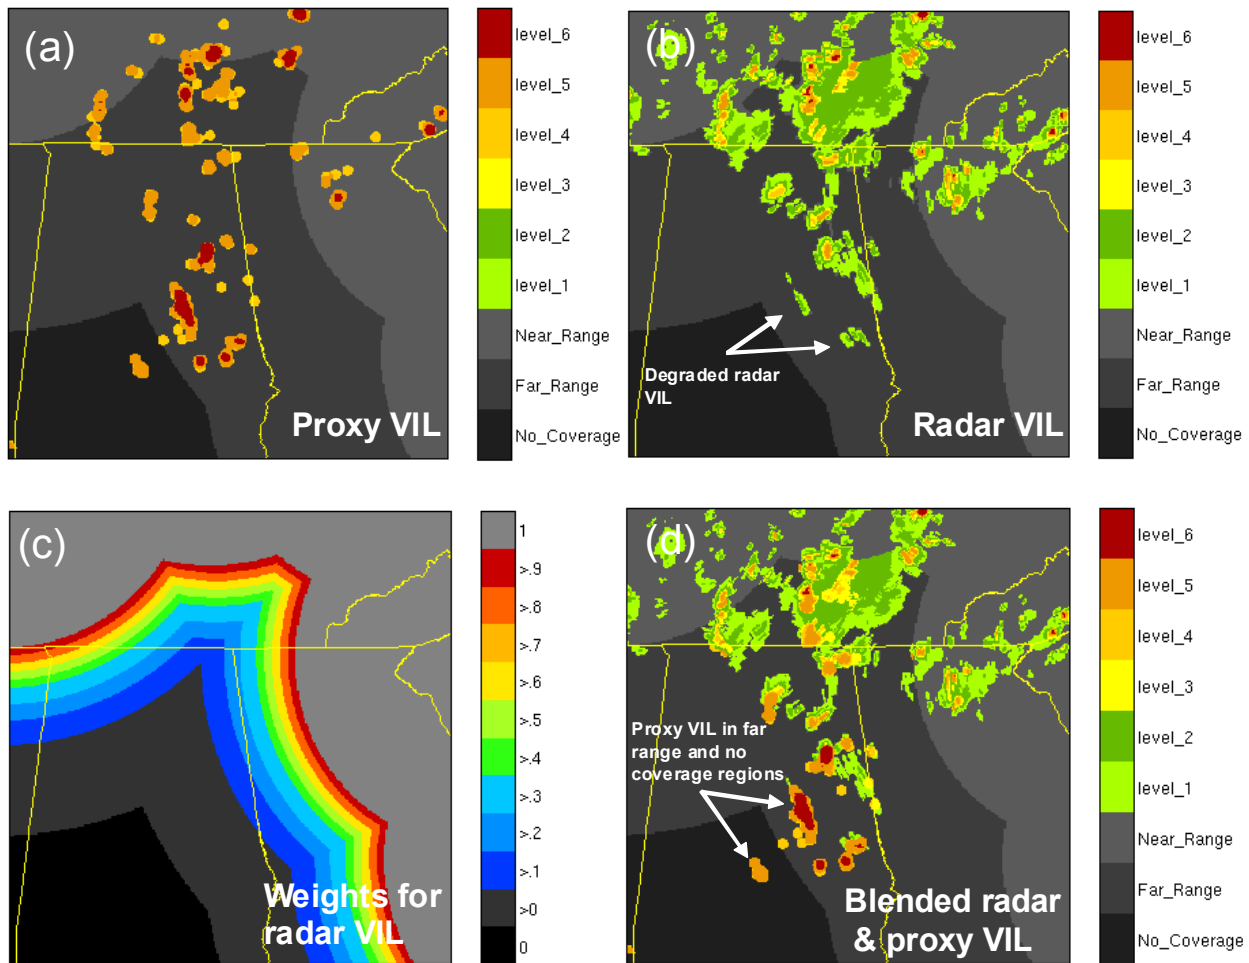 (a)
level_6
level_5
level_4
level_3
level_2
level_1
Near_Range
Far_Range
No_Coverage
Proxy VIL
(b)
level_6
level_5
level_4
level_3
level_2
level_1
Near_Range
Far_Range
No_Coverage
Degraded radar
VIL
Radar VIL
(c)
1
>.9
>.8
>.7
>.6
>.5
>.4
>.3
>.2
>.1
>0
0
Weights for
radar VIL
(d)
level_6
level_5
level_4
level_3
level_2
level_1
Near_Range
Far_Range
No_Coverage
Proxy VIL in far
range and no
coverage regions
Blended radar
& proxy VIL